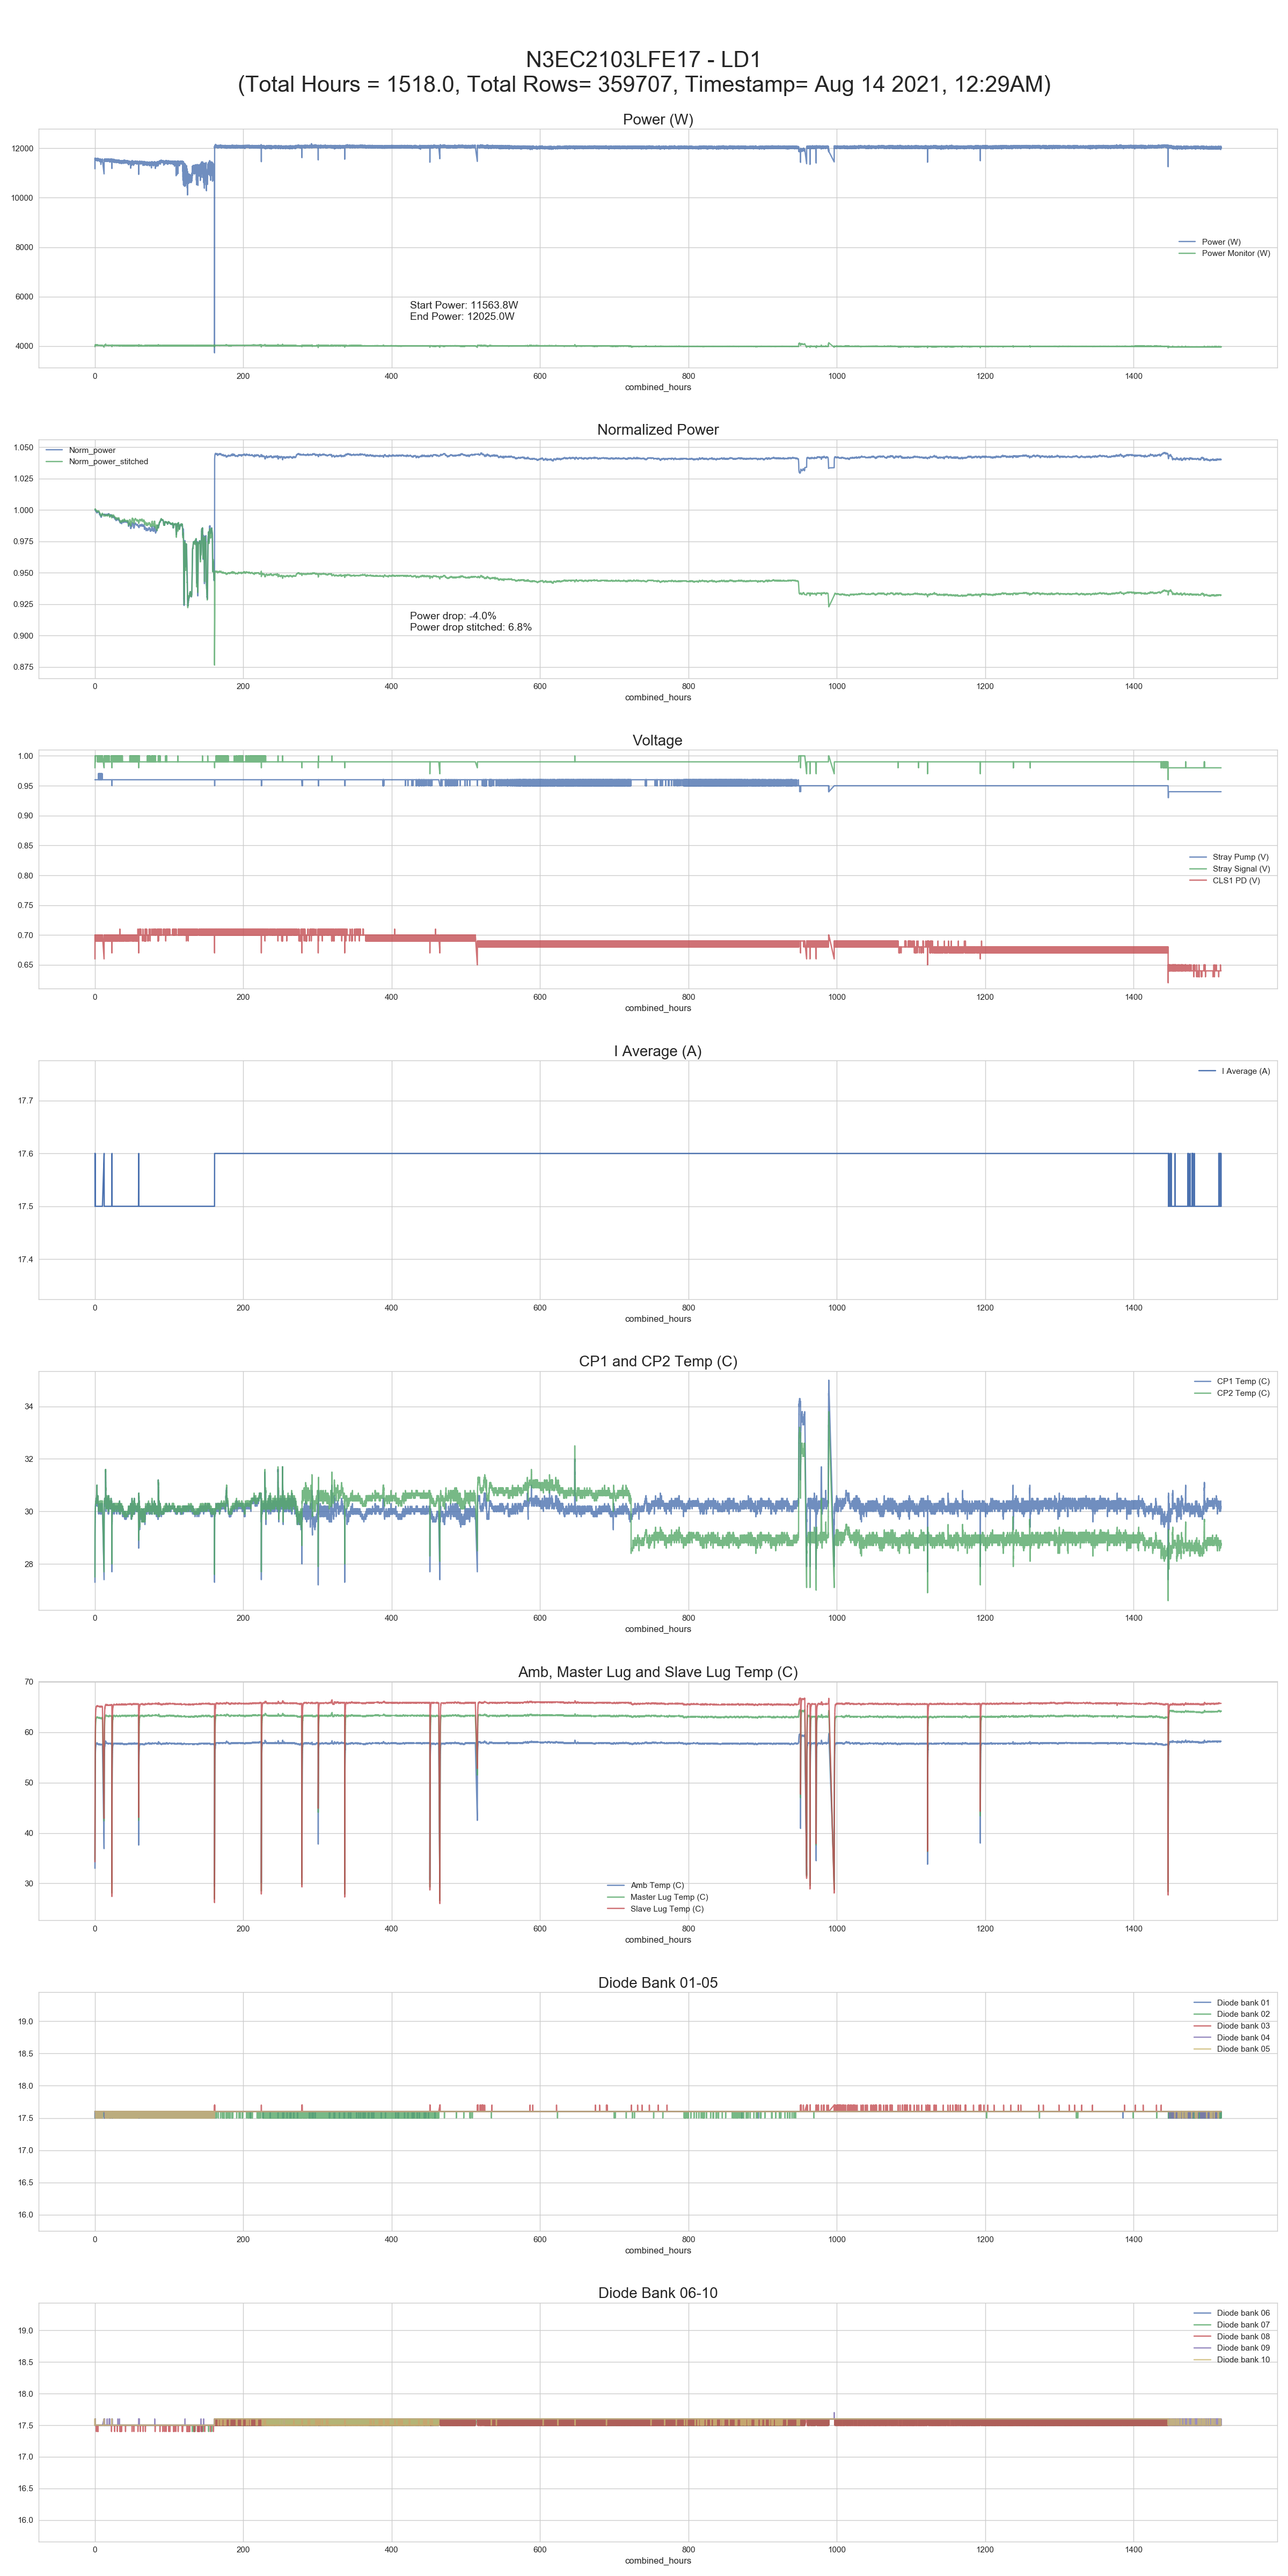 N3EC2103LFE17 - LD1
(Total Hours = 1518.0, Total Rows= 359707, Timestamp= Aug 14 2021, 12:29AM)
Power (W)
12000
10000
8000
6000
4000
Power (W)
Power Monitor (W)
Start Power: 11563.8W
End Power: 12025.0W
0 200 400 600 800 1000 1200 1400
combined_hours
Normalized Power
1.050
1.025
1.000
0.975
0.950
0.925
0.900
0.875
Norm_power
Norm_power_stitched
Power drop: -4.0%
Power drop stitched: 6.8%
0 200 400 600 800 1000 1200 1400
combined_hours
Voltage
1.00
0.95
0.90
0.85
0.80
0.75
0.70
0.65
Stray Pump (V)
Stray Signal (V)
CLS1 PD (V)
0 200 400 600 800 1000 1200 1400
combined_hours
I Average (A)
17.7
17.6
17.5
17.4
I Average (A)
0 200 400 600 800 1000 1200 1400
combined_hours
CP1 and CP2 Temp (C)
34
32
30
28
CP1 Temp (C)
CP2 Temp (C)
0 200 400 600 800 1000 1200 1400
combined_hours
Amb, Master Lug and Slave Lug Temp (C)
70
60
50
40
30
Amb Temp (C)
Master Lug Temp (C)
Slave Lug Temp (C)
0 200 400 600 800 1000 1200 1400
combined_hours
Diode Bank 01-05
19.0
18.5
18.0
17.5
17.0
16.5
16.0
Diode bank 01
Diode bank 02
Diode bank 03
Diode bank 04
Diode bank 05
0 200 400 600 800 1000 1200 1400
combined_hours
Diode Bank 06-10
19.0
18.5
18.0
17.5
17.0
16.5
16.0
Diode bank 06
Diode bank 07
Diode bank 08
Diode bank 09
Diode bank 10
0 200 400 600 800 1000 1200 1400
combined_hours